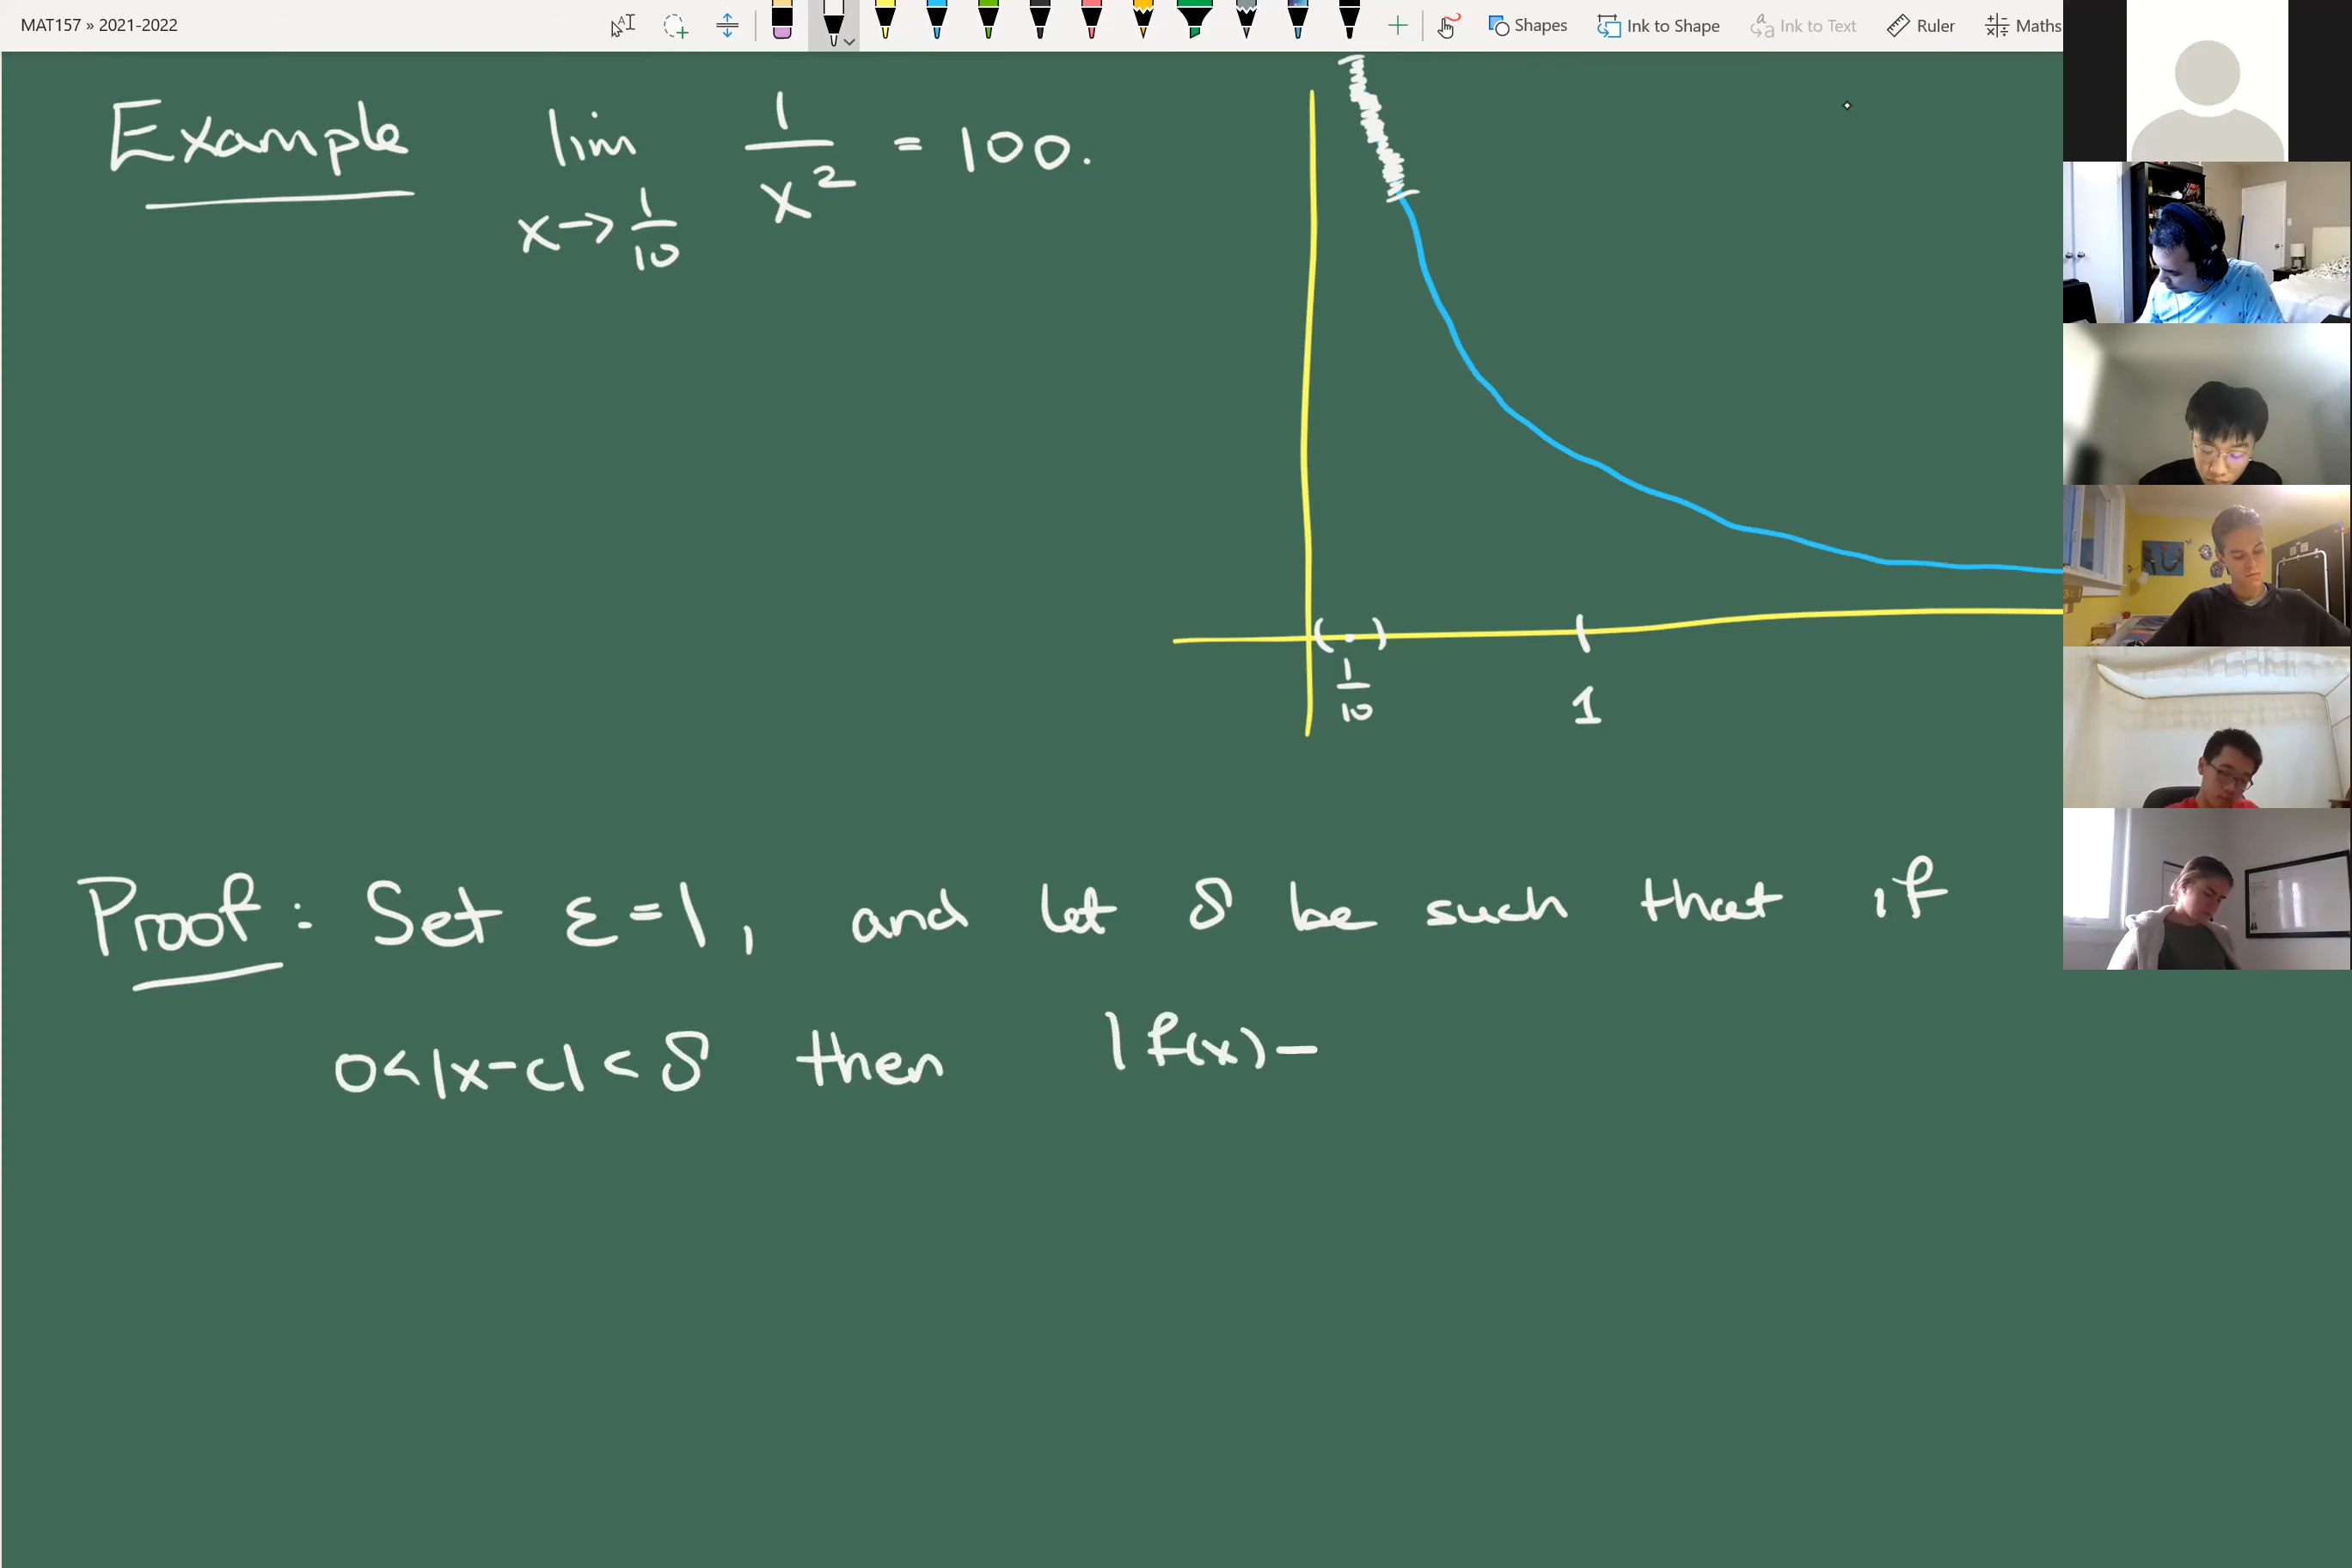 MAT157 » 2021-2022
Shapes Ink to Shape Ink to Text Ruler Maths
Example lim x→1/10 1/x² = 100.
1/10 1
Proof: Set ε=1, and let δ be such that if
0<|x-c|<δ then |f(x)-